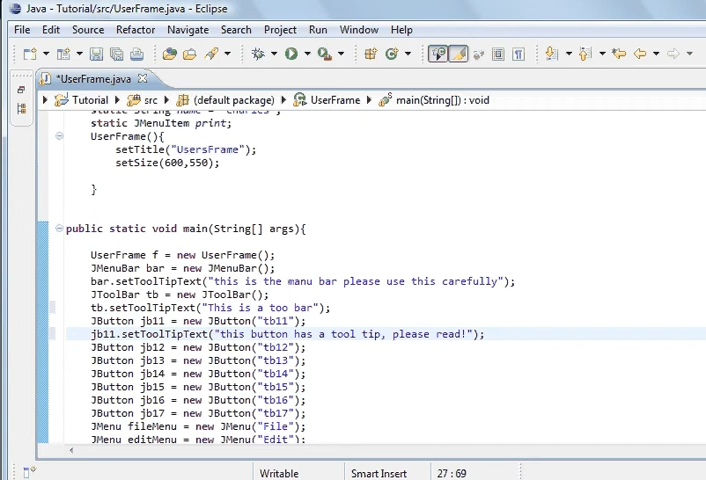 Java - Tutorial/src/UserFrame.java - Eclipse
File Edit Source Refactor Navigate Search Project Run Window Help
*UserFrame.java
Tutorial src (default package) UserFrame main(String[]) : void
static JMenuItem print;
UserFrame(){
setTitle("UsersFrame");
setSize(600,550);
}
public static void main(String[] args){
UserFrame f = new UserFrame();
JMenuBar bar = new JMenuBar();
bar.setToolTipText("this is the manu bar please use this carefully");
JToolBar tb = new JToolBar();
tb.setToolTipText("This is a too bar");
JButton jb11 = new JButton("tb11");
jb11.setToolTipText("this button has a tool tip, please read!");
JButton jb12 = new JButton("tb12");
JButton jb13 = new JButton("tb13");
JButton jb14 = new JButton("tb14");
JButton jb15 = new JButton("tb15");
JButton jb16 = new JButton("tb16");
JButton jb17 = new JButton("tb17");
JMenu fileMenu = new JMenu("File");
JMenu editMenu = new JMenu("Edit");
Writable Smart Insert 27 : 69